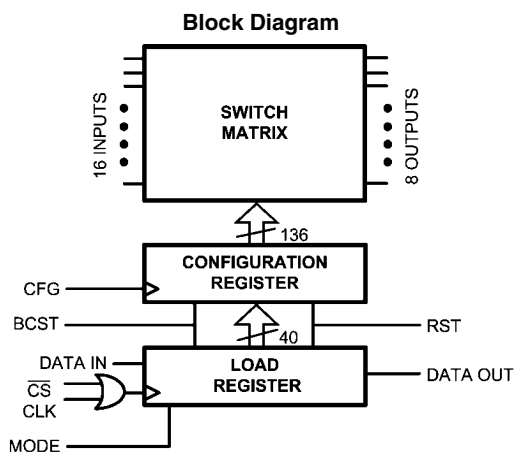 Block Diagram
16 INPUTS
SWITCH
MATRIX
8 OUTPUTS
136
CONFIGURATION
REGISTER
CFG
BCST
RST
40
DATA IN
LOAD
REGISTER
DATA OUT
CS
CLK
MODE